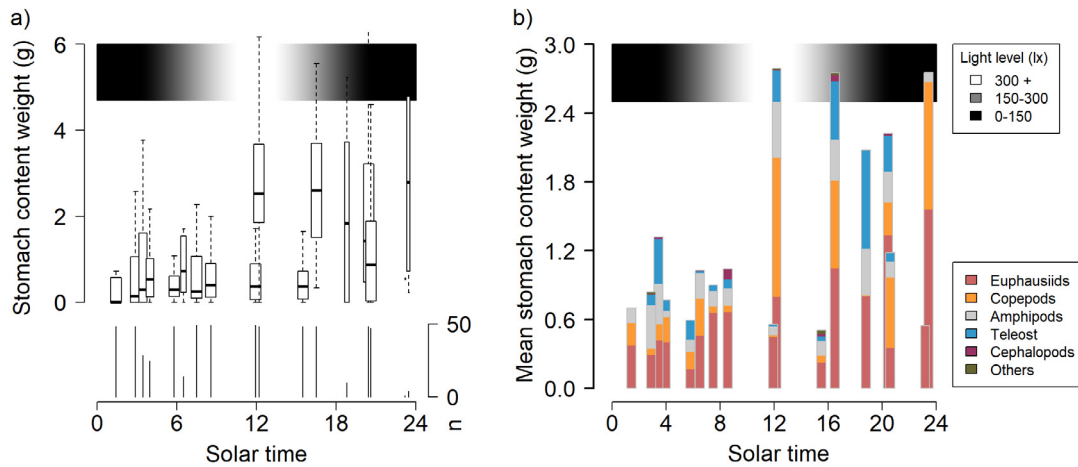 a)
Stomach content weight (g)
6
4
2
0
50
0
n
0
6
12
18
24
Solar time
b)
Mean stomach content weight (g)
3.0
2.4
1.8
1.2
0.6
0.0
0
4
8
12
16
20
24
Solar time
Light level (lx)
300 +
150-300
0-150
Euphausiids
Copepods
Amphipods
Teleost
Cephalopods
Others